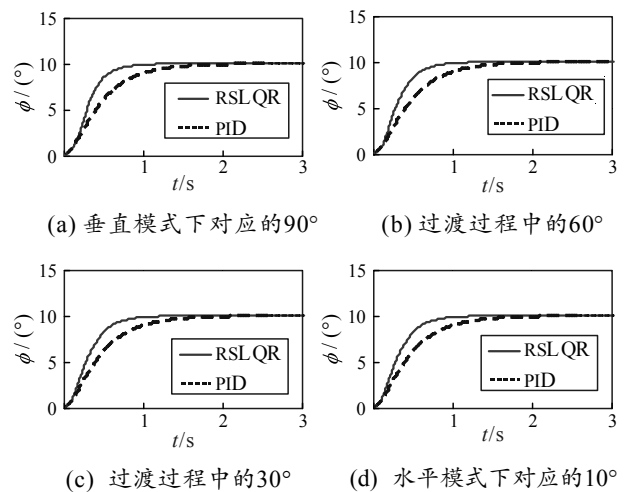 15
10
5
0
ϕ / (°)
RSLQR
PID
1 2 3
t/s
(a) 垂直模式下对应的90°
15
10
5
0
ϕ / (°)
RSLQR
PID
1 2 3
t/s
(b) 过渡过程中的60°
15
10
5
0
ϕ / (°)
RSLQR
PID
1 2 3
t/s
(c) 过渡过程中的30°
15
10
5
0
ϕ / (°)
RSLQR
PID
1 2 3
t/s
(d) 水平模式下对应的10°